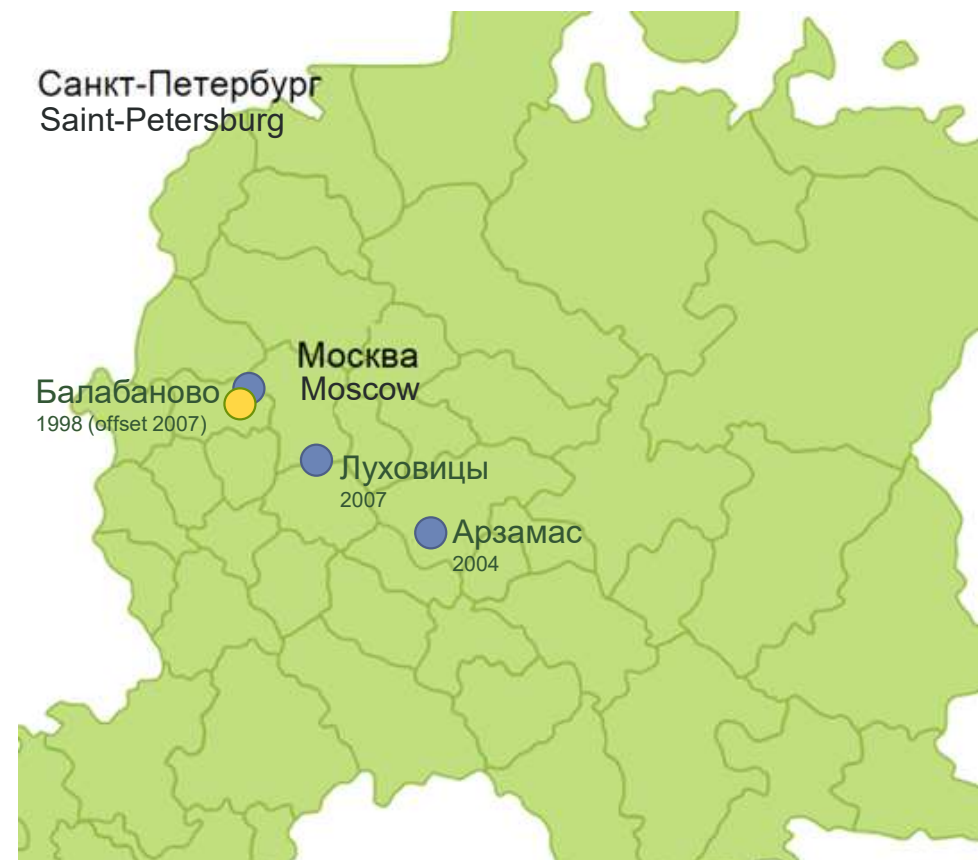 Санкт-Петербург
Saint-Petersburg
Москва
Moscow
Балабаново
1998 (offset 2007)
Луховицы
2007
Арзамас
2004